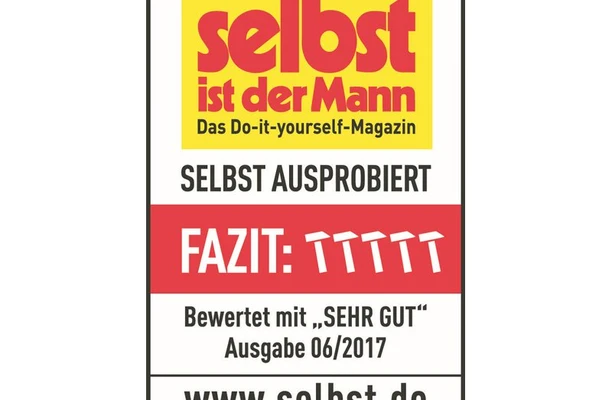 selbst
ist der Mann
Das Do-it-yourself-Magazin
SELBST AUSPROBIERT
FAZIT:
Bewertet mit „SEHR GUT“
Ausgabe 06/2017
www.selbst.de